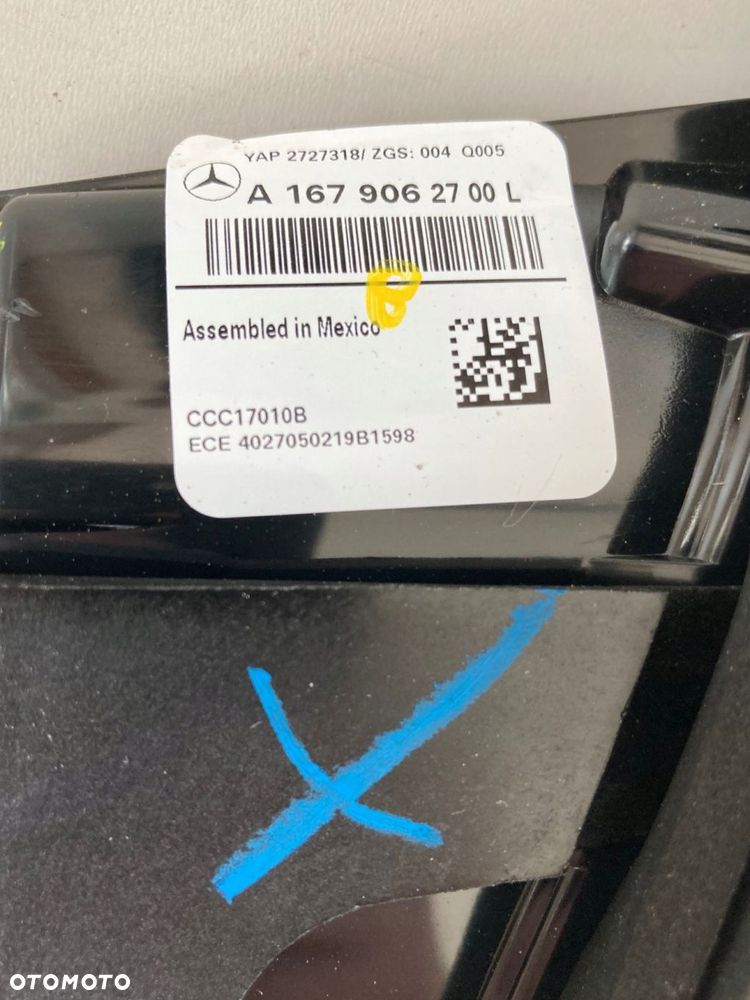 YAP 2727318/ ZGS: 004 Q005
A 167 906 27 00 L
B
Assembled in Mexico
CCC17010B
ECE 4027050219B1598
OTOMOTO